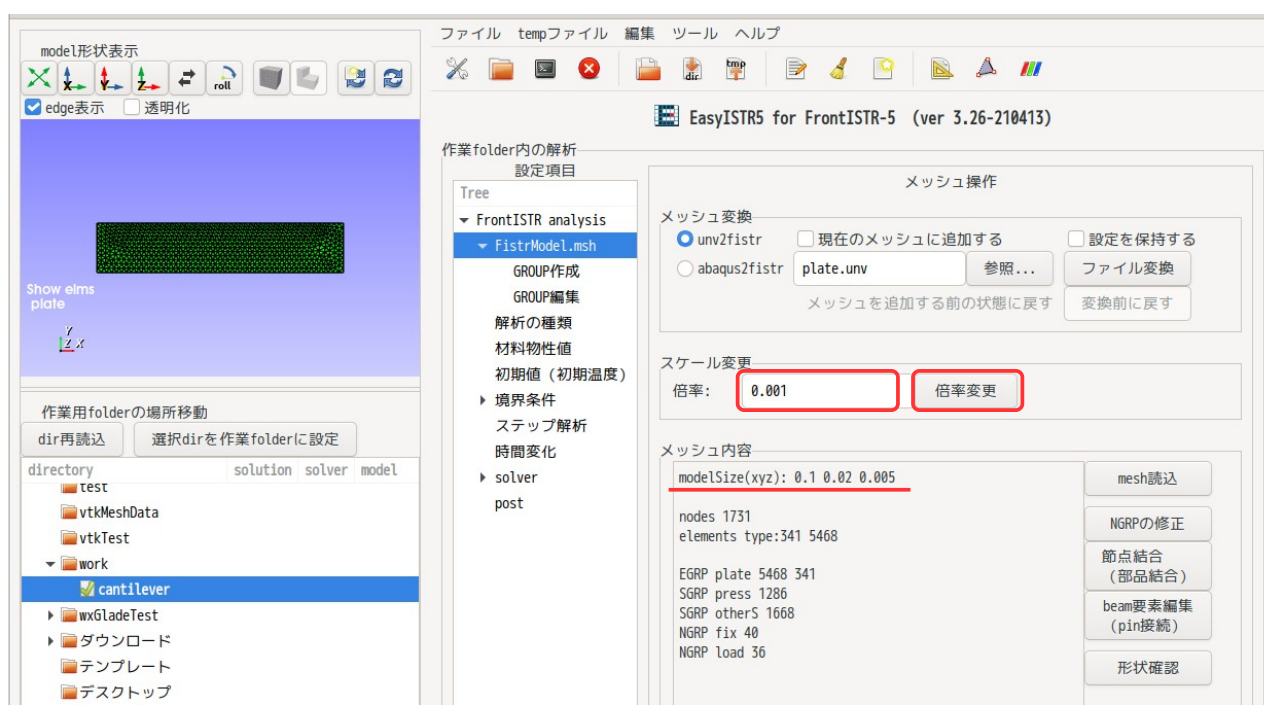 ファイル tempファイル 編集 ツール ヘルプ
model形状表示
roll
dir
tmp
edge表示 透明化
EasyISTR5 for FrontISTR-5 (ver 3.26-210413)
Show elms
plate
Y
Z X
作業用folderの場所移動
dir再読込 選択dirを作業folderに設定
directory solution solver model
test
vtkMeshData
vtkTest
work
cantilever
wxGladeTest
ダウンロード
テンプレート
デスクトップ
作業folder内の解析
設定項目
Tree
FrontISTR analysis
FistrModel.msh
GROUP作成
GROUP編集
解析の種類
材料物性値
初期値（初期温度）
境界条件
ステップ解析
時間変化
solver
post
メッシュ操作
メッシュ変換
unv2fistr 現在のメッシュに追加する 設定を保持する
abaqus2fistr plate.unv 参照... ファイル変換
メッシュを追加する前の状態に戻す 変換前に戻す
スケール変更
倍率: 0.001 倍率変更
メッシュ内容
modelSize(xyz): 0.1 0.02 0.005
nodes 1731
elements type:341 5468
EGRP plate 5468 341
SGRP press 1286
SGRP otherS 1668
NGRP fix 40
NGRP load 36
mesh読込
NGRPの修正
節点結合
（部品結合）
beam要素編集
(pin接続)
形状確認